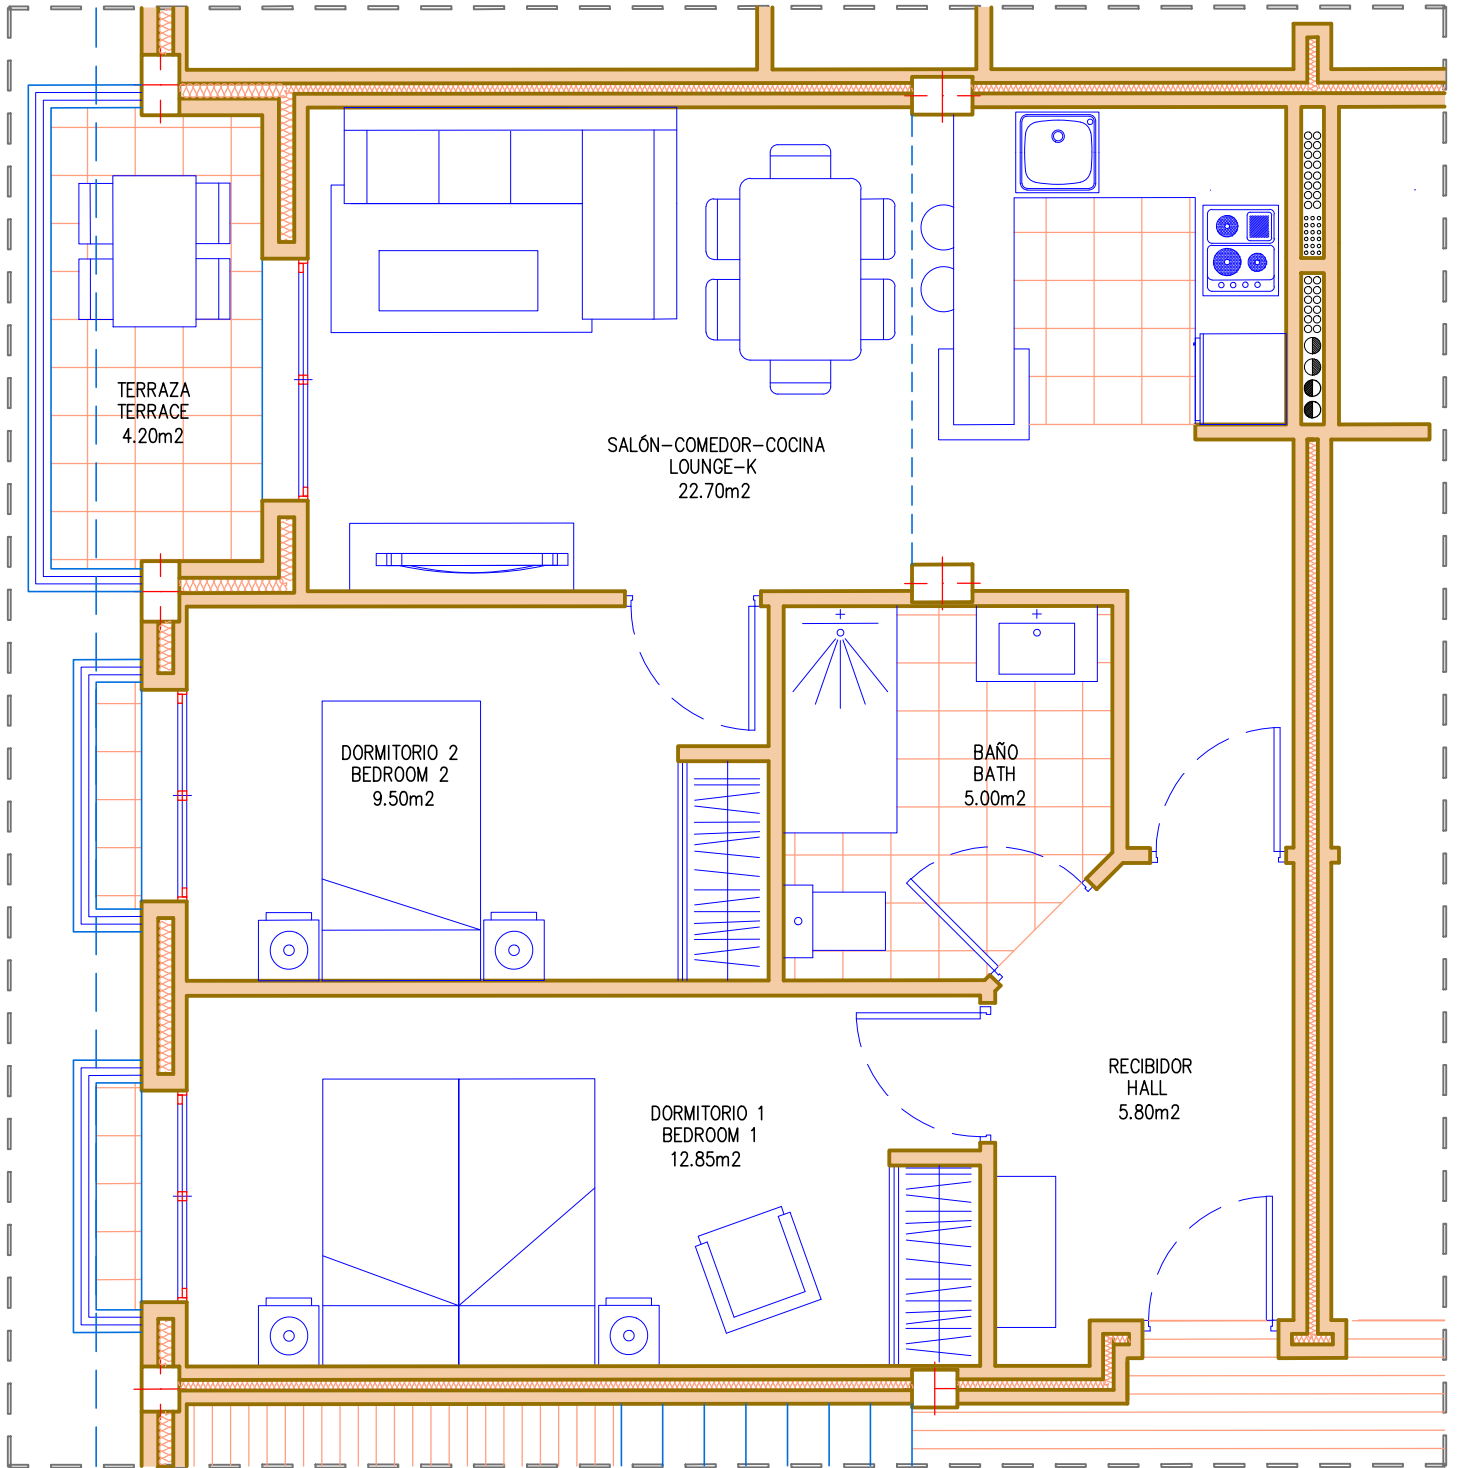 TERRAZA
TERRACE
4.20m2
SALÓN-COMEDOR-COCINA
LOUNGE-K
22.70m2
DORMITORIO 2
BEDROOM 2
9.50m2
BAÑO
BATH
5.00m2
RECIBIDOR
HALL
5.80m2
DORMITORIO 1
BEDROOM 1
12.85m2